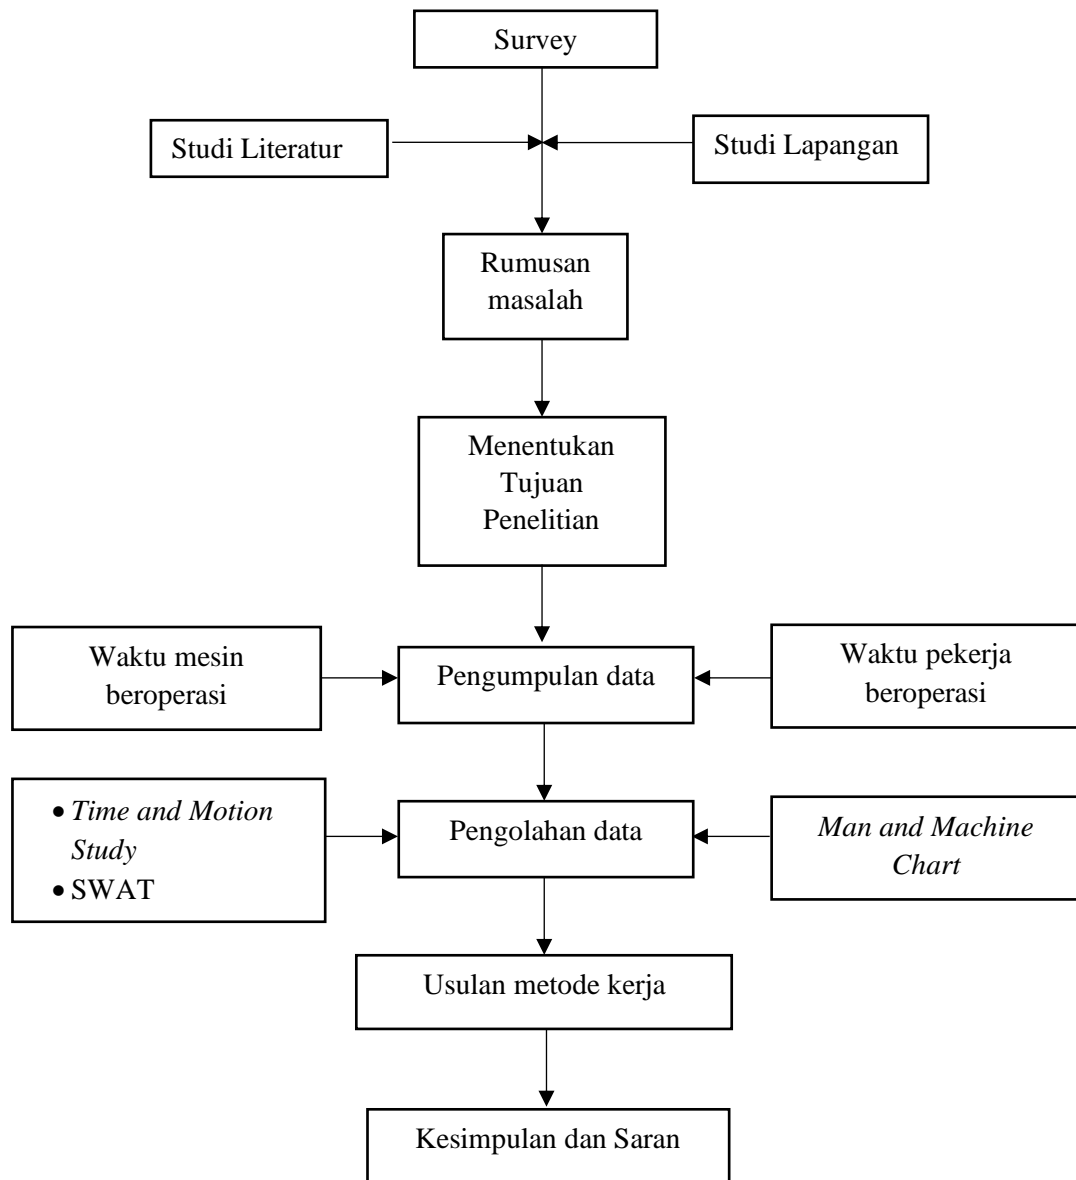 Survey
Studi Literatur
Studi Lapangan
Rumusan
masalah
Menentukan
Tujuan
Penelitian
Waktu mesin
beroperasi
Pengumpulan data
Waktu pekerja
beroperasi
• Time and Motion
Study
• SWAT
Pengolahan data
Man and Machine
Chart
Usulan metode kerja
Kesimpulan dan Saran